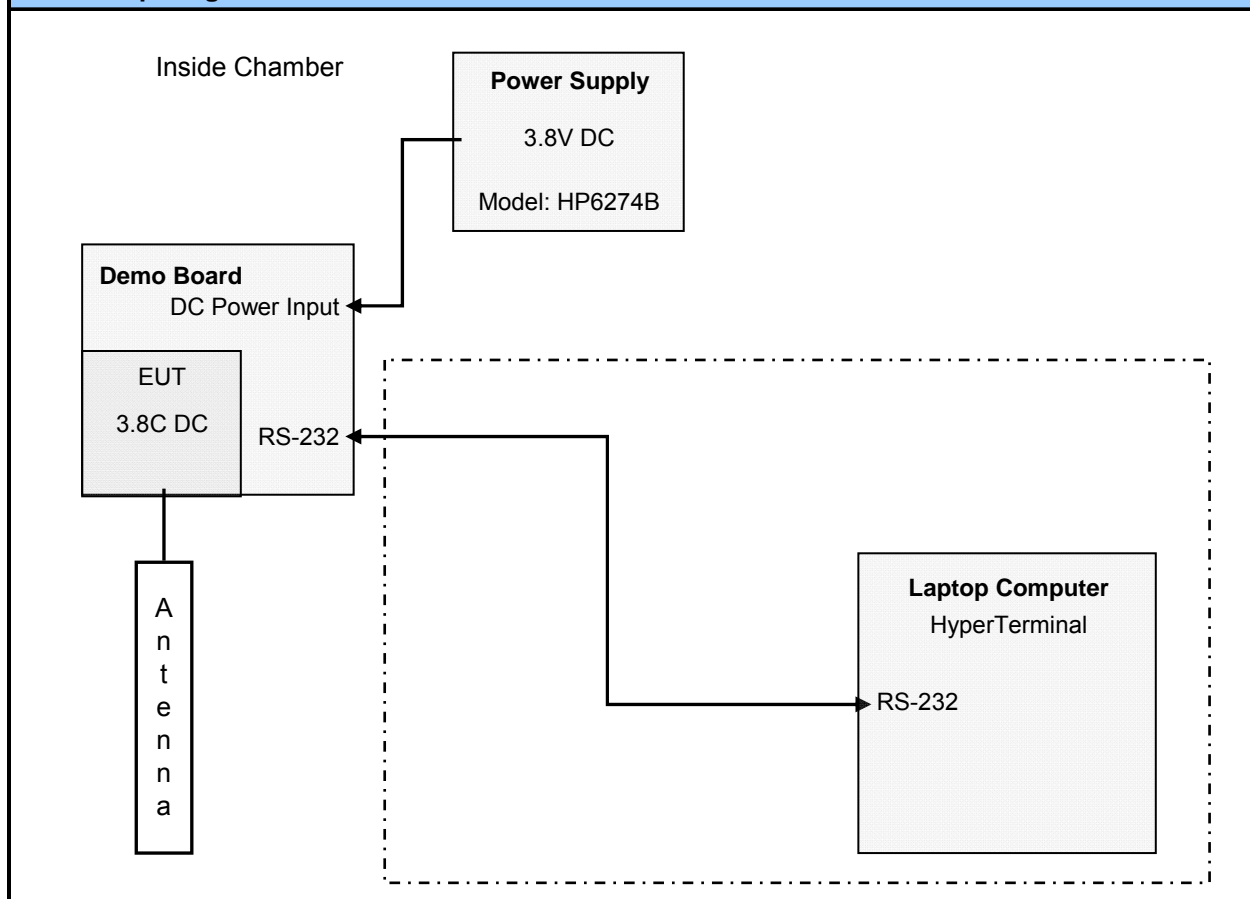 Inside Chamber
Power Supply
3.8V DC
Model: HP6274B
Demo Board
DC Power Input
EUT
3.8C DC
RS-232
Antenna
Laptop Computer
HyperTerminal
RS-232